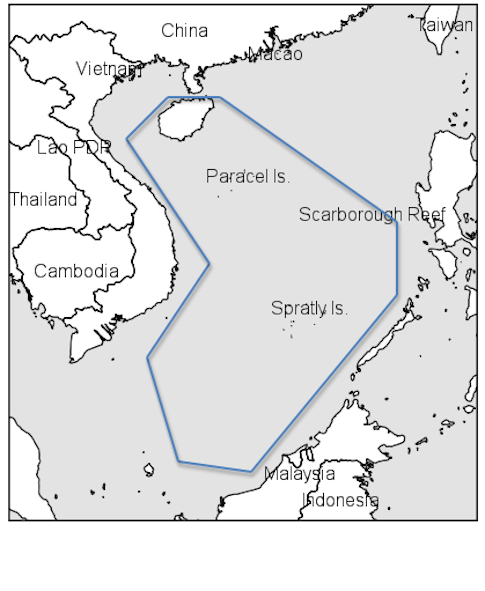 Taiwan
China
Macao
Vietnam
Lao PDR
Paracel Is.
Thailand
Scarborough Reef
Cambodia
Spratly Is.
Malaysia
Indonesia